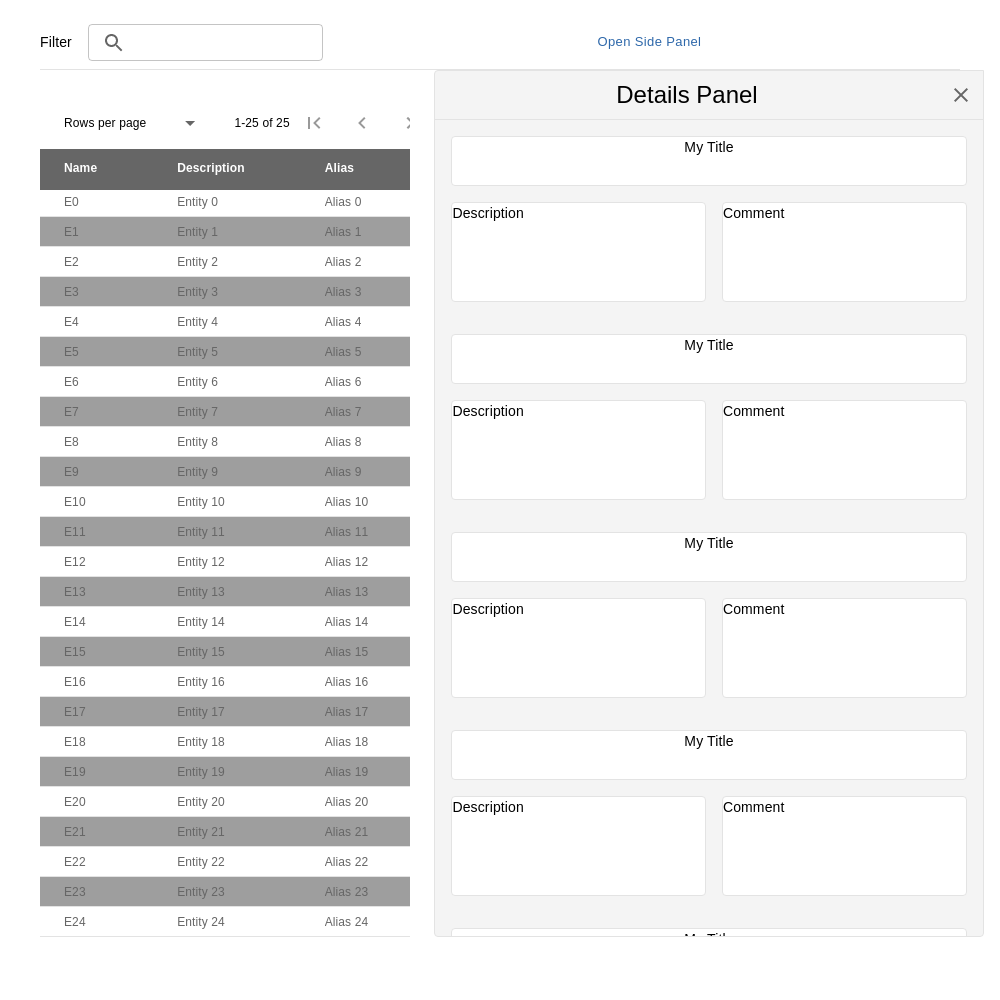 Filter
Open Side Panel
Rows per page 1-25 of 25
Name Description Alias
E0 Entity 0 Alias 0
E1 Entity 1 Alias 1
E2 Entity 2 Alias 2
E3 Entity 3 Alias 3
E4 Entity 4 Alias 4
E5 Entity 5 Alias 5
E6 Entity 6 Alias 6
E7 Entity 7 Alias 7
E8 Entity 8 Alias 8
E9 Entity 9 Alias 9
E10 Entity 10 Alias 10
E11 Entity 11 Alias 11
E12 Entity 12 Alias 12
E13 Entity 13 Alias 13
E14 Entity 14 Alias 14
E15 Entity 15 Alias 15
E16 Entity 16 Alias 16
E17 Entity 17 Alias 17
E18 Entity 18 Alias 18
E19 Entity 19 Alias 19
E20 Entity 20 Alias 20
E21 Entity 21 Alias 21
E22 Entity 22 Alias 22
E23 Entity 23 Alias 23
E24 Entity 24 Alias 24
Details Panel
My Title
Description Comment
My Title
Description Comment
My Title
Description Comment
My Title
Description Comment
My Title